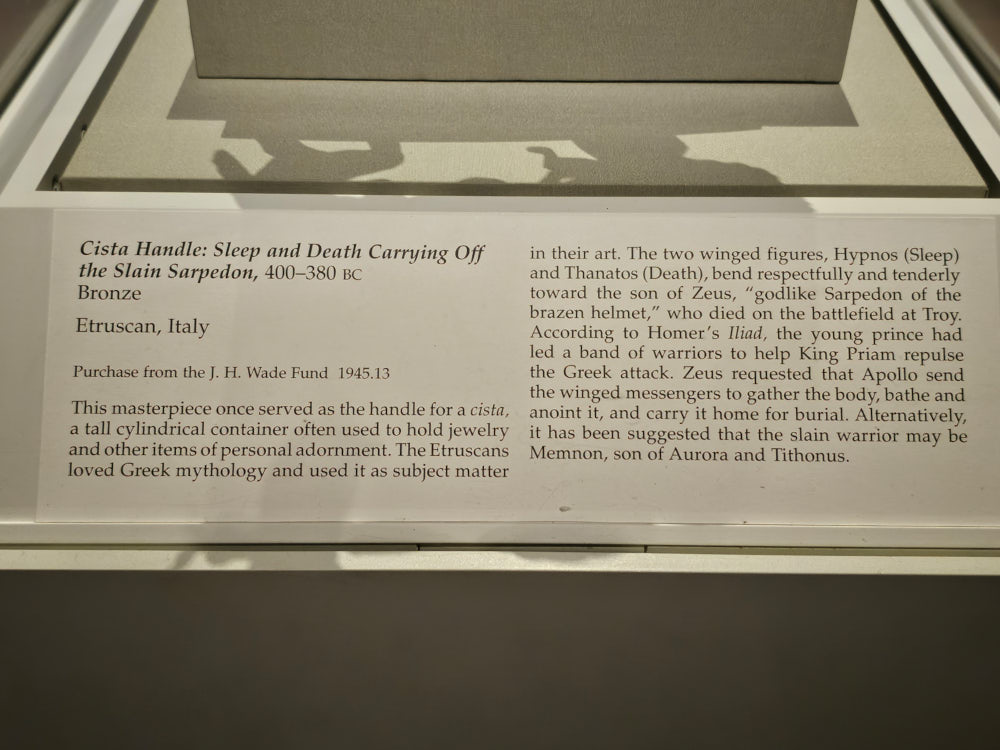 Cista Handle: Sleep and Death Carrying Off
the Slain Sarpedon, 400–380 BC
Bronze
Etruscan, Italy
Purchase from the J. H. Wade Fund 1945.13
This masterpiece once served as the handle for a cista,
a tall cylindrical container often used to hold jewelry
and other items of personal adornment. The Etruscans
loved Greek mythology and used it as subject matter
in their art. The two winged figures, Hypnos (Sleep)
and Thanatos (Death), bend respectfully and tenderly
toward the son of Zeus, “godlike Sarpedon of the
brazen helmet,” who died on the battlefield at Troy.
According to Homer’s Iliad, the young prince had
led a band of warriors to help King Priam repulse
the Greek attack. Zeus requested that Apollo send
the winged messengers to gather the body, bathe and
anoint it, and carry it home for burial. Alternatively,
it has been suggested that the slain warrior may be
Memnon, son of Aurora and Tithonus.